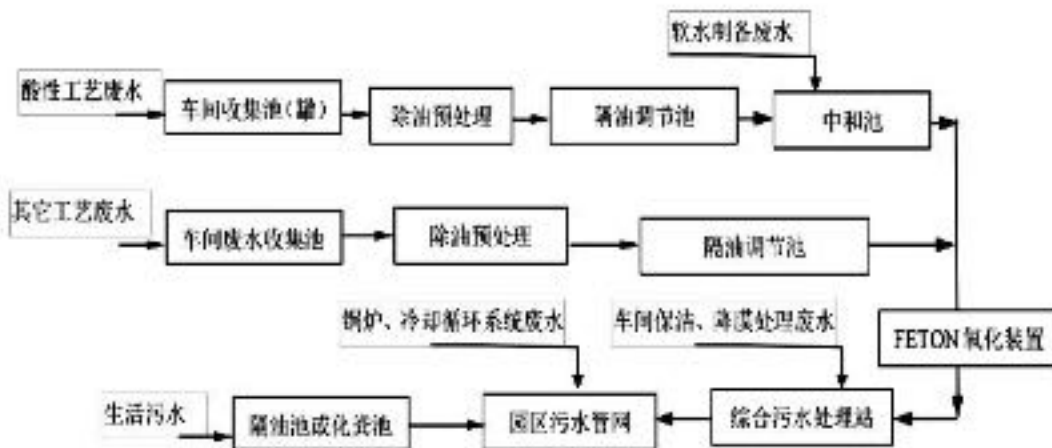 软水制备废水
酸性工艺废水
车间收集池(罐)
除油预处理
隔油调节池
中和池
其它工艺废水
车间废水收集池
除油预处理
隔油调节池
锅炉、冷却循环系统废水
车间保洁、降膜处理废水
FETON氧化装置
生活污水
隔油池或化粪池
园区污水管网
综合污水处理站